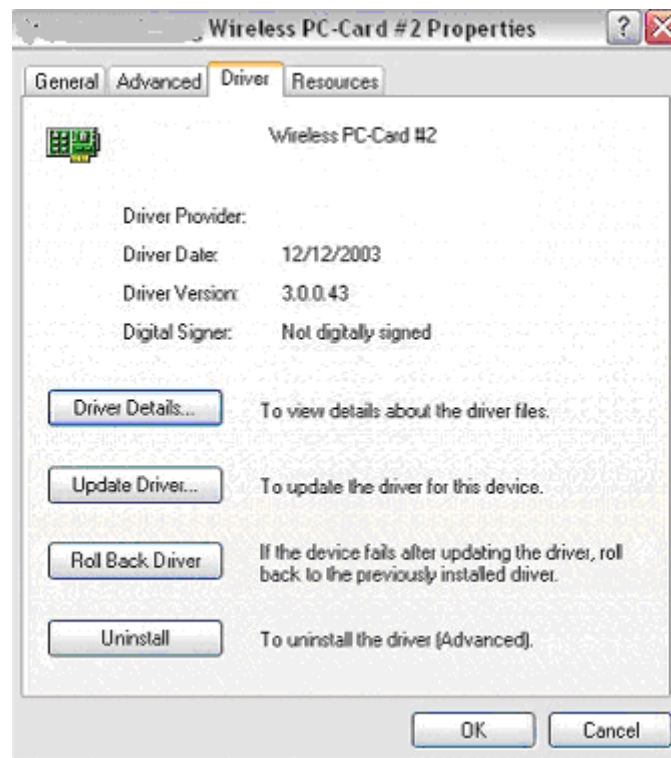 Wireless PC-Card #2 Properties
General Advanced Driver Resources
Wireless PC-Card #2
Driver Provider:
Driver Date: 12/12/2003
Driver Version: 3.0.0.43
Digital Signer: Not digitally signed
Driver Details... To view details about the driver files.
Update Driver... To update the driver for this device.
Roll Back Driver If the device fails after updating the driver, roll
back to the previously installed driver.
Uninstall To uninstall the driver (Advanced).
OK Cancel